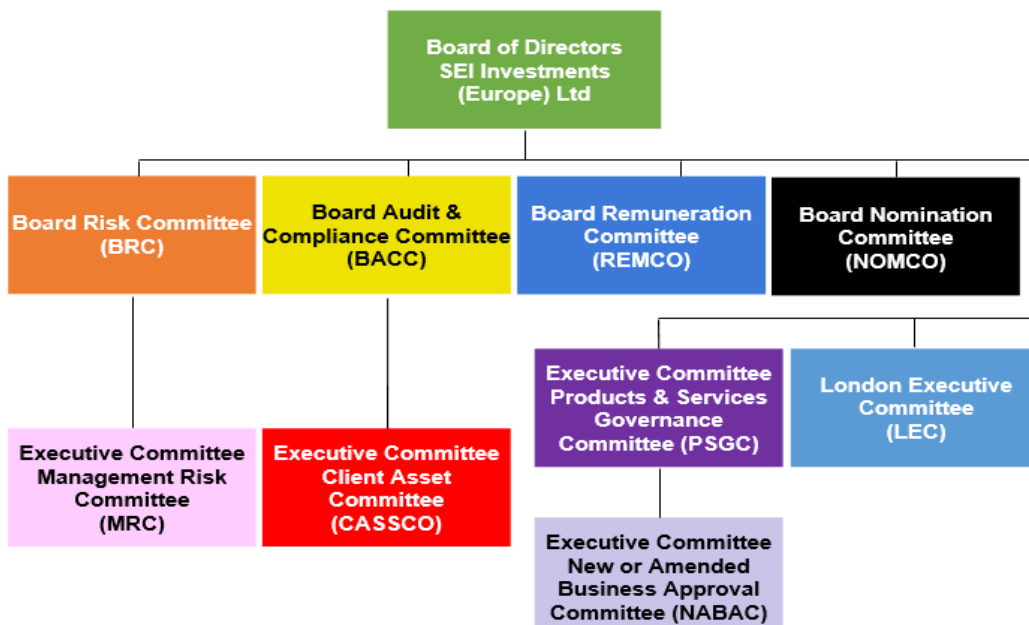 Board of Directors
SEI Investments
(Europe) Ltd
Board Risk Committee
(BRC)
Board Audit &
Compliance Committee
(BACC)
Board Remuneration
Committee
(REMCO)
Board Nomination
Committee
(NOMCO)
Executive Committee
Products & Services
Governance
Committee (PSGC)
London Executive
Committee
(LEC)
Executive Committee
Management Risk
Committee
(MRC)
Executive Committee
Client Asset
Committee
(CASSCO)
Executive Committee
New or Amended
Business Approval
Committee (NABAC)